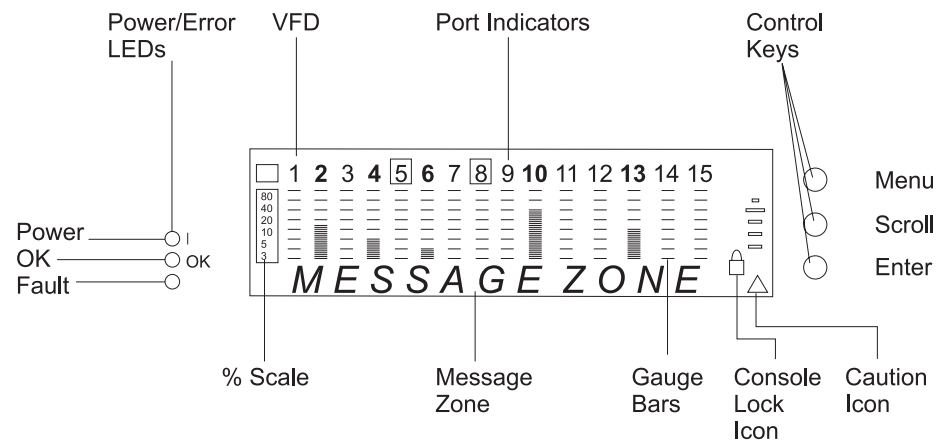 Power/Error
LEDs
VFD
Port Indicators
Control
Keys
1 2 3 4 5 6 7 8 9 10 11 12 13 14 15
80
40
20
10
5
3
Menu
Scroll
Enter
Power
|
OK
OK
Fault
MESSAGE ZONE
% Scale
Message
Zone
Gauge
Bars
Console
Lock
Icon
Caution
Icon